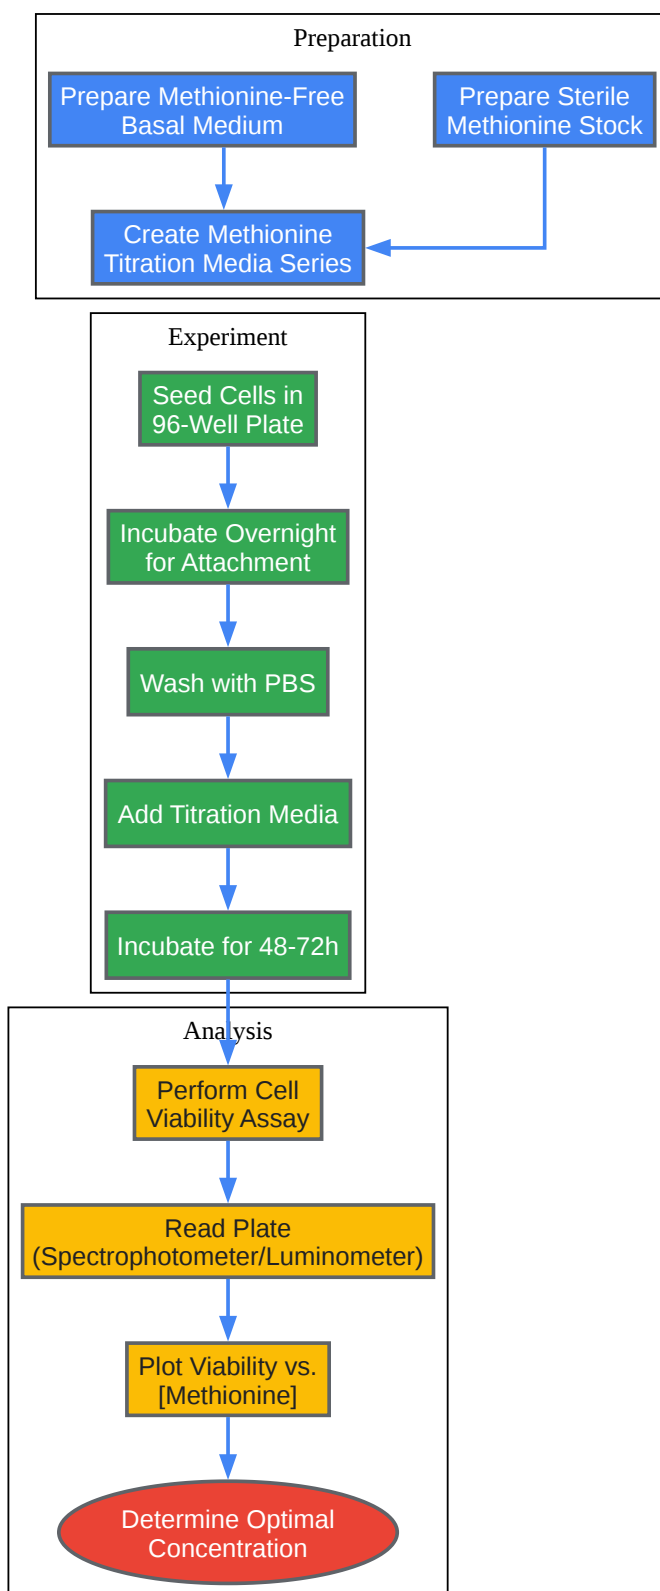 Preparation
Prepare Methionine-Free
Basal Medium
Prepare Sterile
Methionine Stock
Create Methionine
Titration Media Series
Experiment
Seed Cells in
96-Well Plate
Incubate Overnight
for Attachment
Wash with PBS
Add Titration Media
Incubate for 48-72h
Analysis
Perform Cell
Viability Assay
Read Plate
(Spectrophotometer/Luminometer)
Plot Viability vs.
[Methionine]
Determine Optimal
Concentration